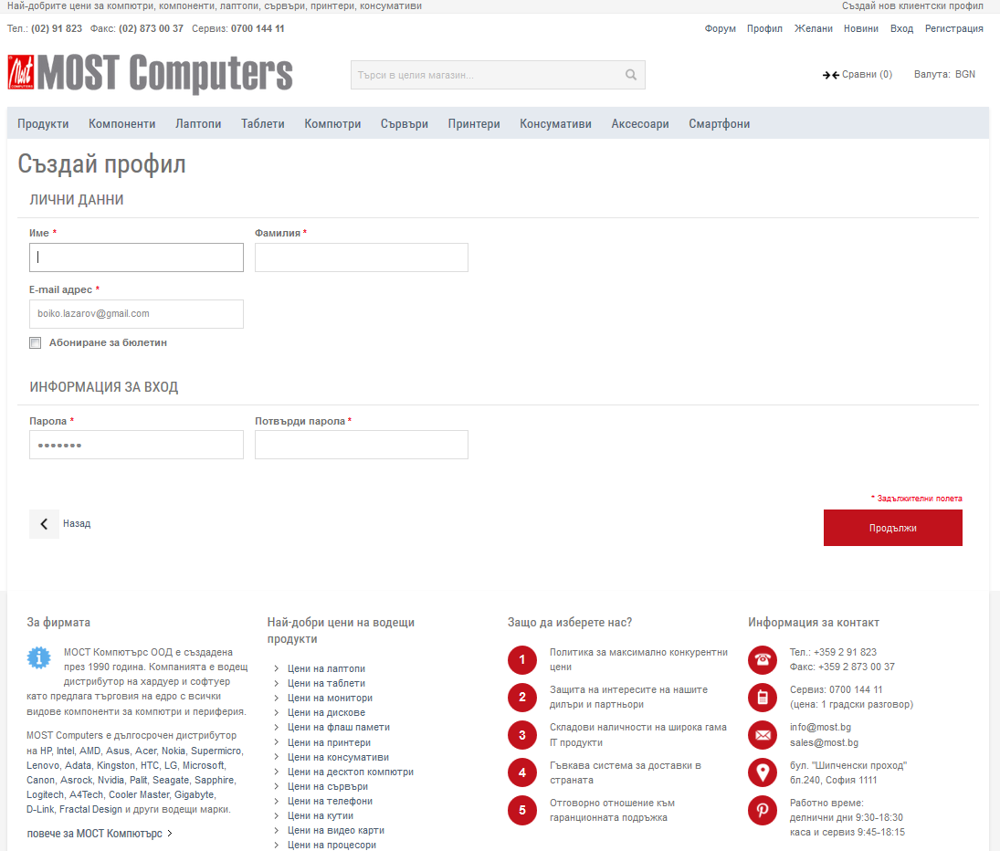 Най-добрите цени за компютри, компоненти, лаптопи, сървъри, принтери, консумативи
Създай нов клиентски профил
Тел.: (02) 91 823 Факс: (02) 873 00 37 Сервиз: 0700 144 11
Форум Профил Желани Новини Вход Регистрация
Most
COMPUTERS
MOST Computers
Търси в целия магазин...
Сравни (0)
Валута: BGN
Продукти Компоненти Лаптопи Таблети Компютри Сървъри Принтери Консумативи Аксесоари Смартфони
Създай профил
ЛИЧНИ ДАННИ
Име *
Фамилия *
E-mail адрес *
boiko.lazarov@gmail.com
Абониране за бюлетин
ИНФОРМАЦИЯ ЗА ВХОД
Парола *
Потвърди парола *
•••••••
* Задължителни полета
Назад
Продължи
За фирмата
МОСТ Компютърс ООД е създадена
през 1990 година. Компанията е водещ
дистрибутор на хардуер и софтуер
като предлага търговия на едро с всички
видове компоненти за компютри и периферия.
MOST Computers е дългосрочен дистрибутор
на HP, Intel, AMD, Asus, Acer, Nokia, Supermicro,
Lenovo, Adata, Kingston, HTC, LG, Microsoft,
Canon, Asrock, Nvidia, Palit, Seagate, Sapphire,
Logitech, A4Tech, Cooler Master, Gigabyte,
D-Link, Fractal Design и други водещи марки.
повече за МОСТ Компютърс
Най-добри цени на водещи
продукти
Цени на лаптопи
Цени на таблети
Цени на монитори
Цени на дискове
Цени на флаш памети
Цени на принтери
Цени на консумативи
Цени на десктоп компютри
Цени на сървъри
Цени на телефони
Цени на кутии
Цени на видео карти
Цени на процесори
Защо да изберете нас?
1 Политика за максимално конкурентни
цени
2 Защита на интересите на нашите
дилъри и партньори
3 Складови наличности на широка гама
IT продукти
4 Гъвкава система за доставки в
страната
5 Отговорно отношение към
гаранционната подръжка
Информация за контакт
Тел.: +359 2 91 823
Факс: +359 2 873 00 37
Сервиз: 0700 144 11
(цена: 1 градски разговор)
info@most.bg
sales@most.bg
бул. "Шипченски проход"
бл.240, София 1111
Работно време:
делнични дни 9:30-18:30
каса и сервиз 9:45-18:15